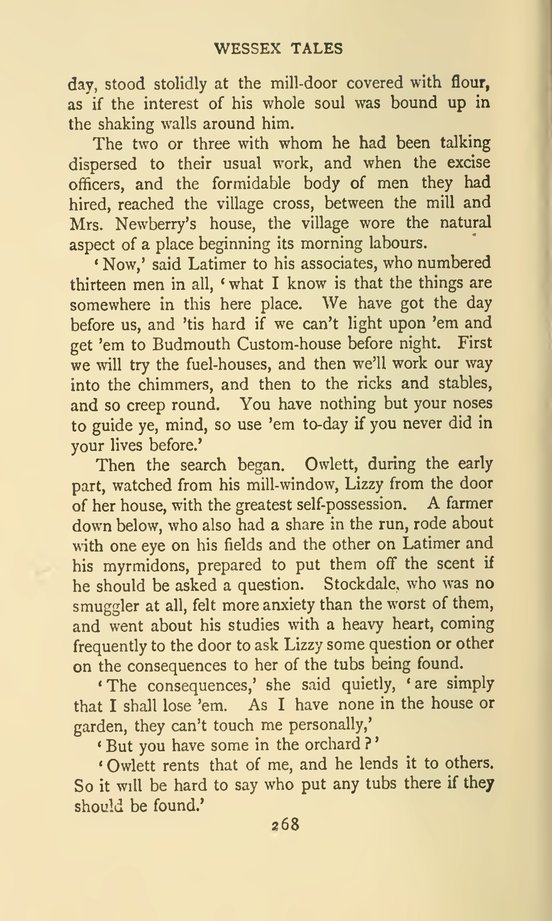 WESSEX TALES
day, stood stolidly at the mill-door covered with flour,
as if the interest of his whole soul was bound up in
the shaking walls around him.
The two or three with whom he had been talking
dispersed to their usual work, and when the excise
officers, and the formidable body of men they had
hired, reached the village cross, between the mill and
Mrs. Newberry's house, the village wore the natural
aspect of a place beginning its morning labours.
‘Now,’ said Latimer to his associates, who numbered
thirteen men in all, ‘what I know is that the things are
somewhere in this here place. We have got the day
before us, and ’tis hard if we can’t light upon ’em and
get ’em to Budmouth Custom-house before night. First
we will try the fuel-houses, and then we’ll work our way
into the chimmers, and then to the ricks and stables,
and so creep round. You have nothing but your noses
to guide ye, mind, so use ’em to-day if you never did in
your lives before.’
Then the search began. Owlett, during the early
part, watched from his mill-window, Lizzy from the door
of her house, with the greatest self-possession. A farmer
down below, who also had a share in the run, rode about
with one eye on his fields and the other on Latimer and
his myrmidons, prepared to put them off the scent if
he should be asked a question. Stockdale, who was no
smuggler at all, felt more anxiety than the worst of them,
and went about his studies with a heavy heart, coming
frequently to the door to ask Lizzy some question or other
on the consequences to her of the tubs being found.
‘The consequences,’ she said quietly, ‘are simply
that I shall lose ’em. As I have none in the house or
garden, they can’t touch me personally,’
‘But you have some in the orchard?’
‘Owlett rents that of me, and he lends it to others.
So it will be hard to say who put any tubs there if they
should be found.’
268